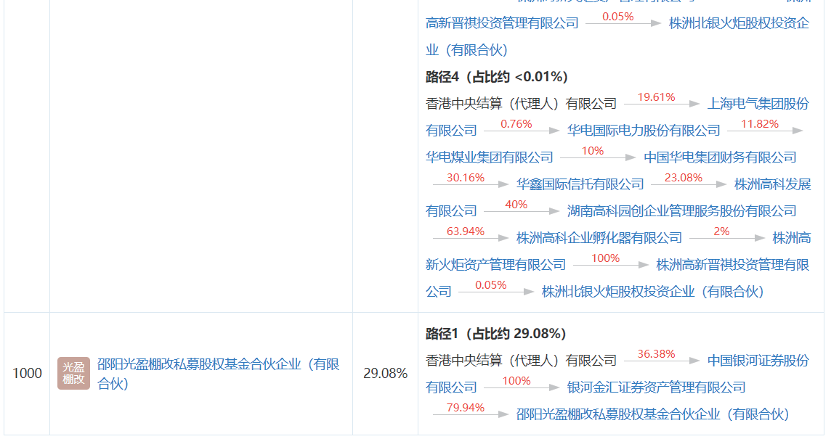 高新晋祺投资管理有限公司 0.05% 株洲北银火炬股权投资企
业（有限合伙）
路径4（占比约 <0.01%）
香港中央结算（代理人）有限公司 19.61% 上海电气集团股份
有限公司 0.76% 华电国际电力股份有限公司 11.82%
华电煤业集团有限公司 10% 中国华电集团财务有限公司
30.16% 华鑫国际信托有限公司 23.08% 株洲高科发展
有限公司 40% 湖南高科园创企业管理服务股份有限公司
63.94% 株洲高科企业孵化器有限公司 2% 株洲高
新火炬资产管理有限公司 100% 株洲高新晋祺投资管理有限
公司 0.05% 株洲北银火炬股权投资企业（有限合伙）
1000
光盈
棚改
邵阳光盈棚改私募股权基金合伙企业（有限
合伙）
29.08%
路径1（占比约 29.08%）
香港中央结算（代理人）有限公司 36.38% 中国银河证券股份
有限公司 100% 银河金汇证券资产管理有限公司
79.94% 邵阳光盈棚改私募股权基金合伙企业（有限合伙）